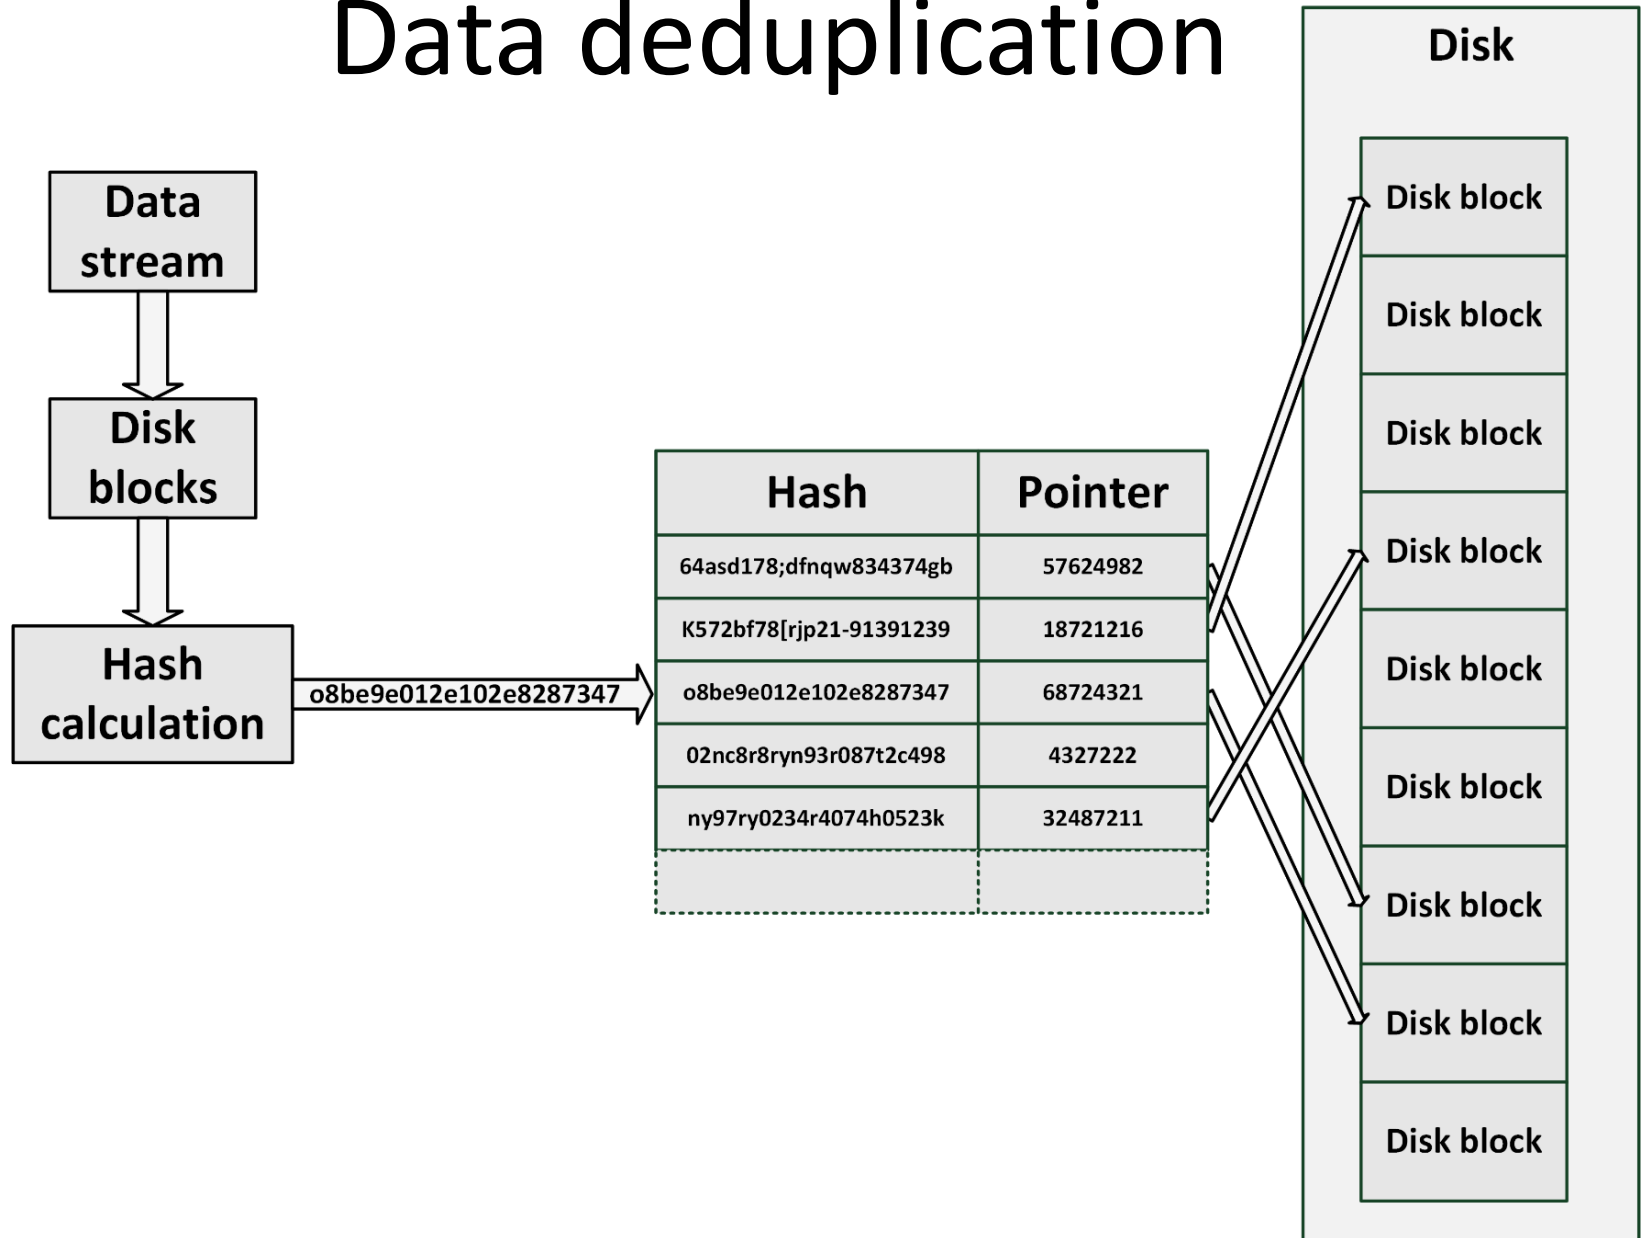 Data deduplication
Data
stream
Disk
blocks
Hash
calculation
o8be9e012e102e8287347
Hash Pointer
64asd178;dfnqw834374gb 57624982
K572bf78[rjp21-91391239 18721216
o8be9e012e102e8287347 68724321
02nc8r8ryn93r087t2c498 4327222
ny97ry0234r4074h0523k 32487211
Disk
Disk block
Disk block
Disk block
Disk block
Disk block
Disk block
Disk block
Disk block
Disk block